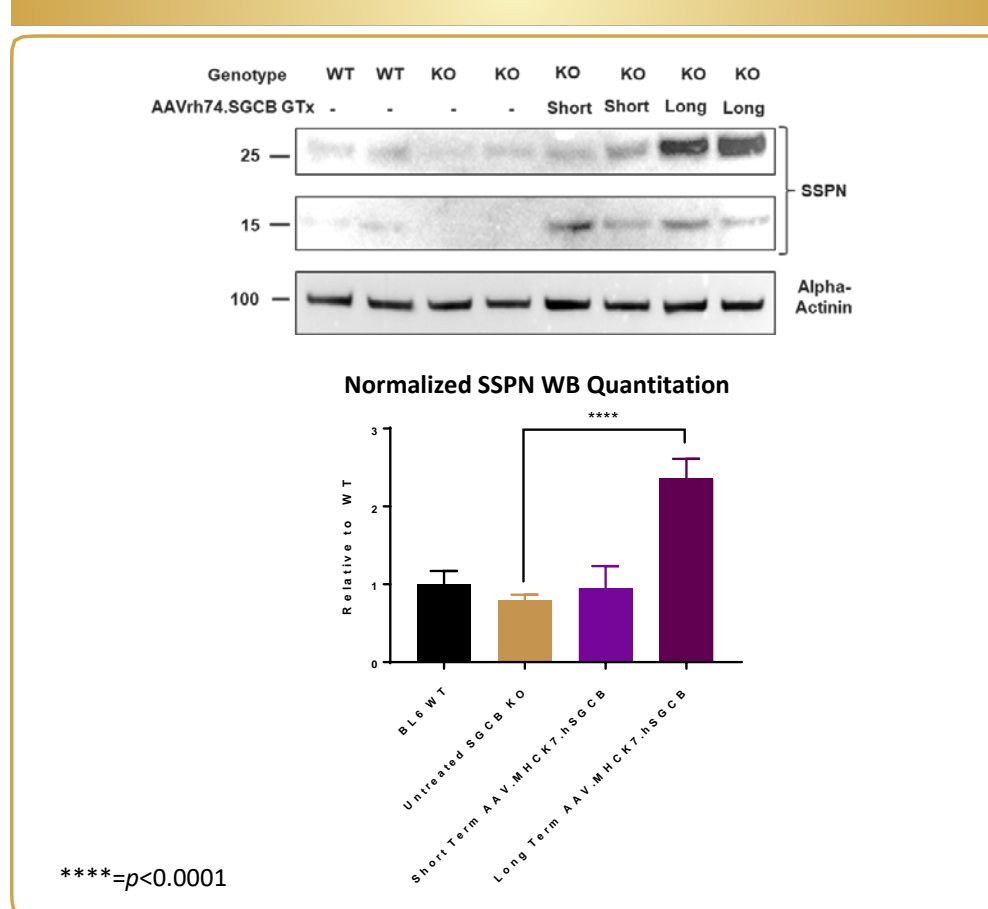 Genotype WT WT KO KO KO KO KO KO
AAVrh74.SGCB GTx - - - - Short Short Long Long
25
SSPN
15
100
Alpha-
Actinin
Normalized SSPN WB Quantitation
****
3
2
1
0
Relative to WT
BL6 WT
Untreated SGCB KO
Short Term AAV.MHCK7.hSGCB
Long Term AAV.MHCK7.hSGCB
****=p<0.0001